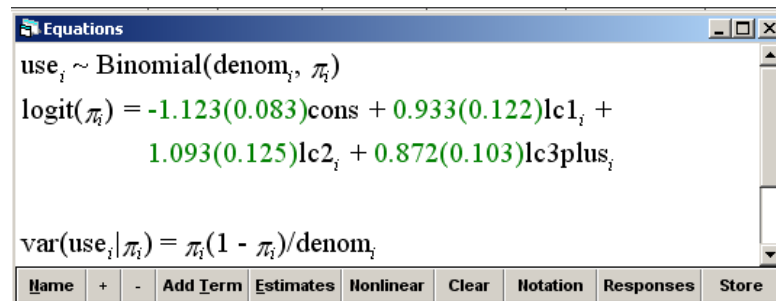 Equations
use_i ~ Binomial(denom_i, π_i)
logit(π_i) = -1.123(0.083)cons + 0.933(0.122)lc1_i +
1.093(0.125)lc2_i + 0.872(0.103)lc3plus_i
var(use_i|π_i) = π_i(1 - π_i)/denom_i
Name + - Add Term Estimates Nonlinear Clear Notation Responses Store